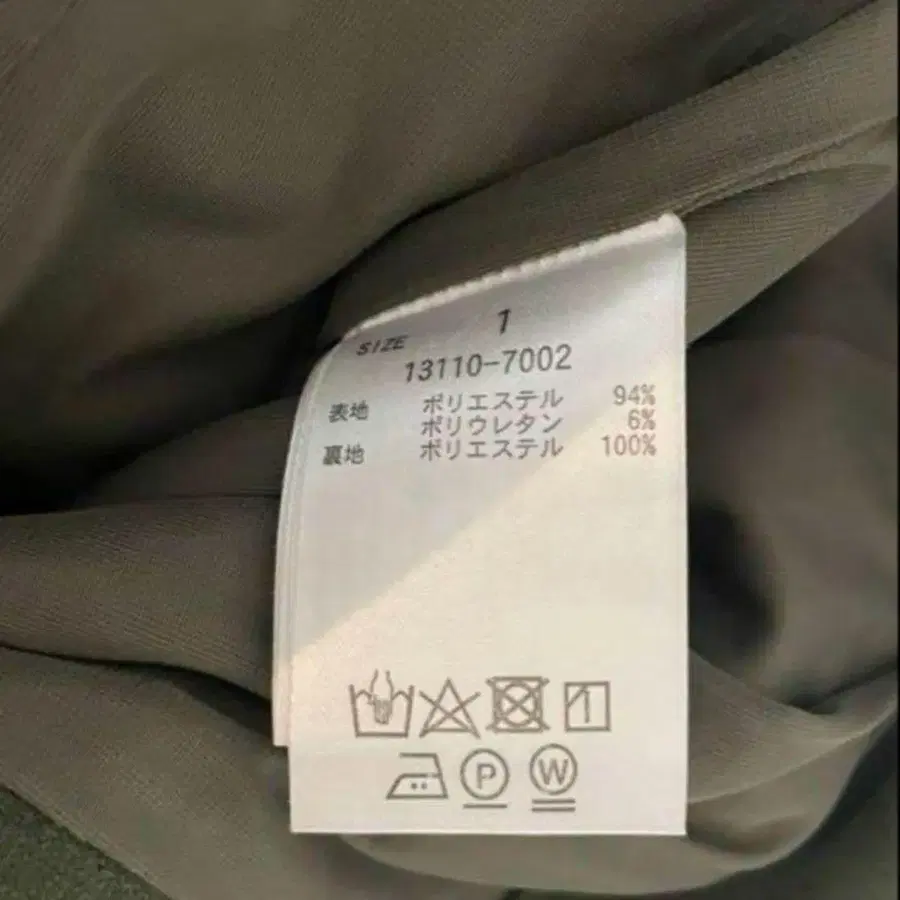 SIZE 1
13110-7002
表地 ポリエステル 94%
ポリウレタン 6%
裏地 ポリエステル 100%
P W